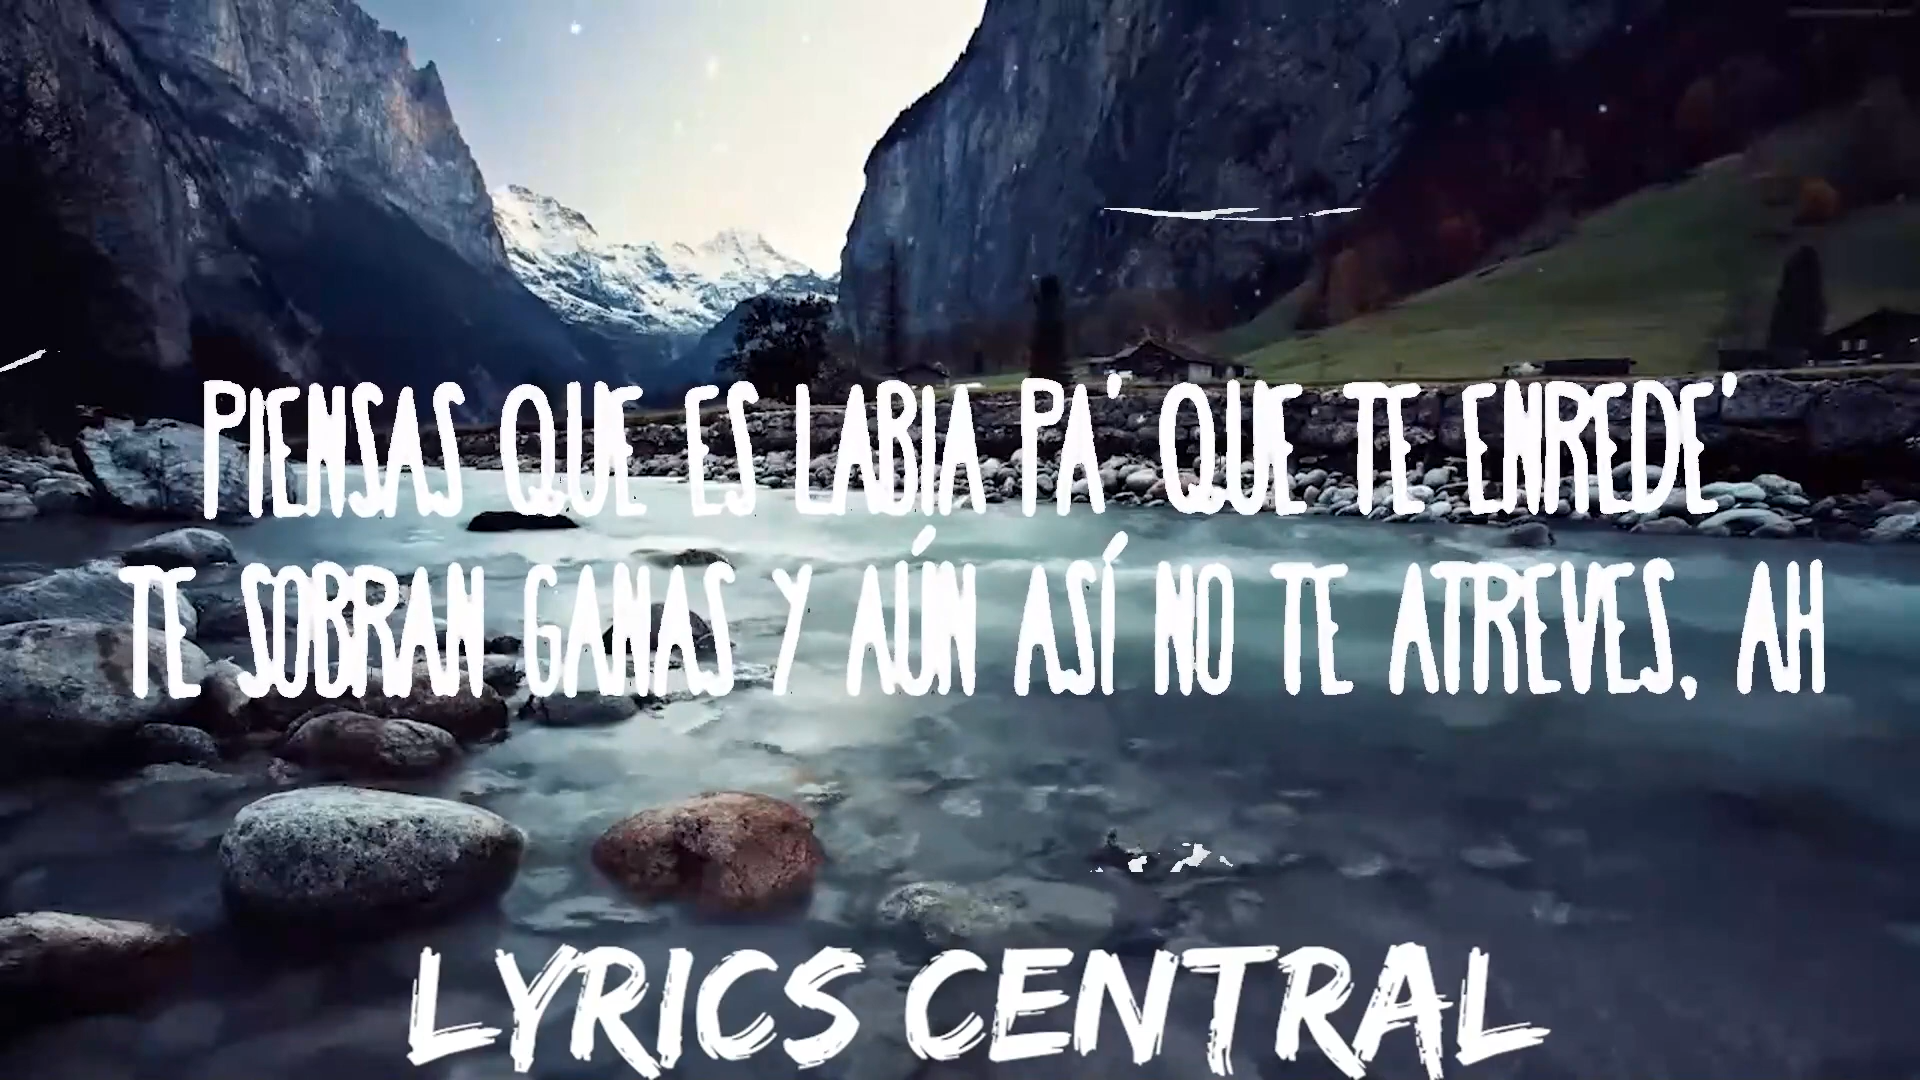 PIENSAS QUE ES LABIA PA' QUE TE ENREDE'
TE SOBRAN GANAS Y AÚN ASÍ NO TE ATREVES, AH
LYRICS CENTRAL